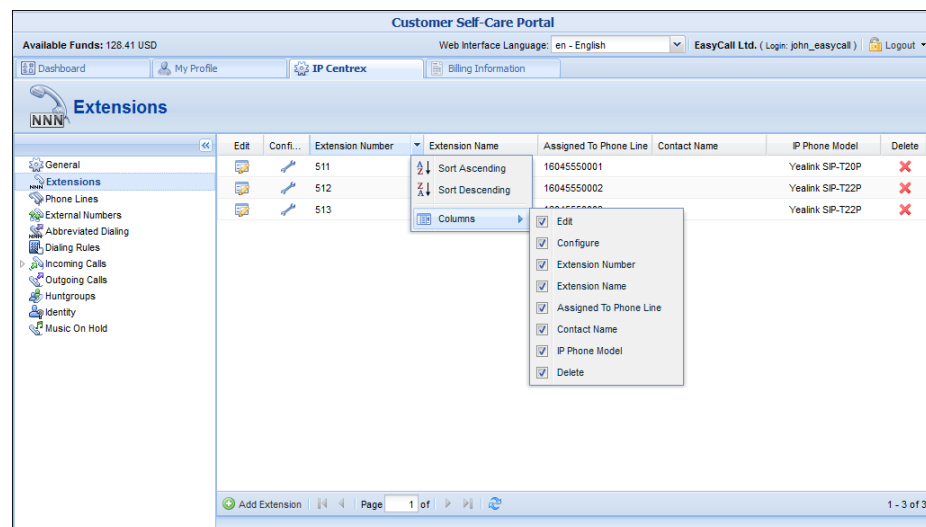 Customer Self-Care Portal
Available Funds: 128.41 USD Web Interface Language: en - English EasyCall Ltd. ( Login: john_easycall ) Logout
Dashboard My Profile IP Centrex Billing Information
NNN Extensions
Edit Confi... Extension Number Extension Name Assigned To Phone Line Contact Name IP Phone Model Delete
General
Extensions
Phone Lines
External Numbers
Abbreviated Dialing
Dialing Rules
Incoming Calls
Outgoing Calls
Huntgroups
Identity
Music On Hold
511 16045550001 Yealink SIP-T20P
512 16045550002 Yealink SIP-T22P
513 Yealink SIP-T22P
Sort Ascending
Sort Descending
Columns
Edit
Configure
Extension Number
Extension Name
Assigned To Phone Line
Contact Name
IP Phone Model
Delete
Add Extension Page 1 of 1 - 3 of 3